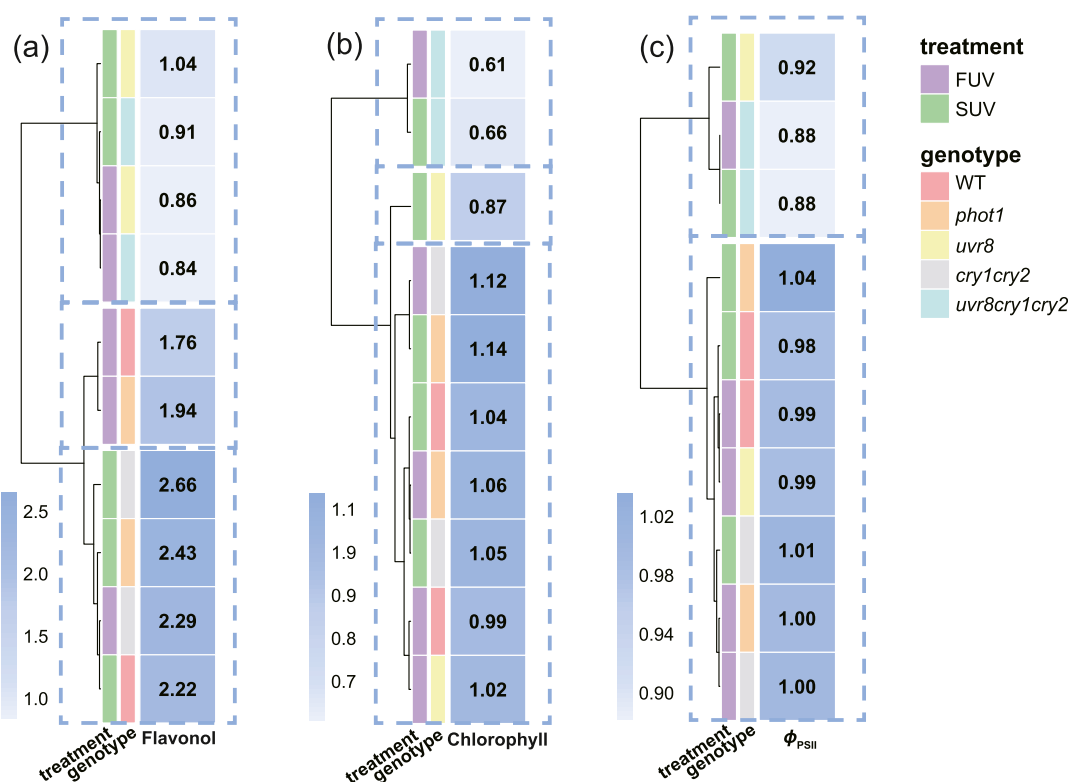 (a)
1.04
0.91
0.86
0.84
1.76
1.94
2.66
2.43
2.29
2.22
2.5
2.0
1.5
1.0
treatment
genotype
Flavonol
(b)
0.61
0.66
0.87
1.12
1.14
1.04
1.06
1.05
0.99
1.02
1.1
1.9
0.9
0.8
0.7
treatment
genotype
Chlorophyll
(c)
0.92
0.88
0.88
1.04
0.98
0.99
0.99
1.01
1.00
1.00
1.02
0.98
0.94
0.90
treatment
genotype
ϕPSII
treatment
FUV
SUV
genotype
WT
phot1
uvr8
cry1cry2
uvr8cry1cry2